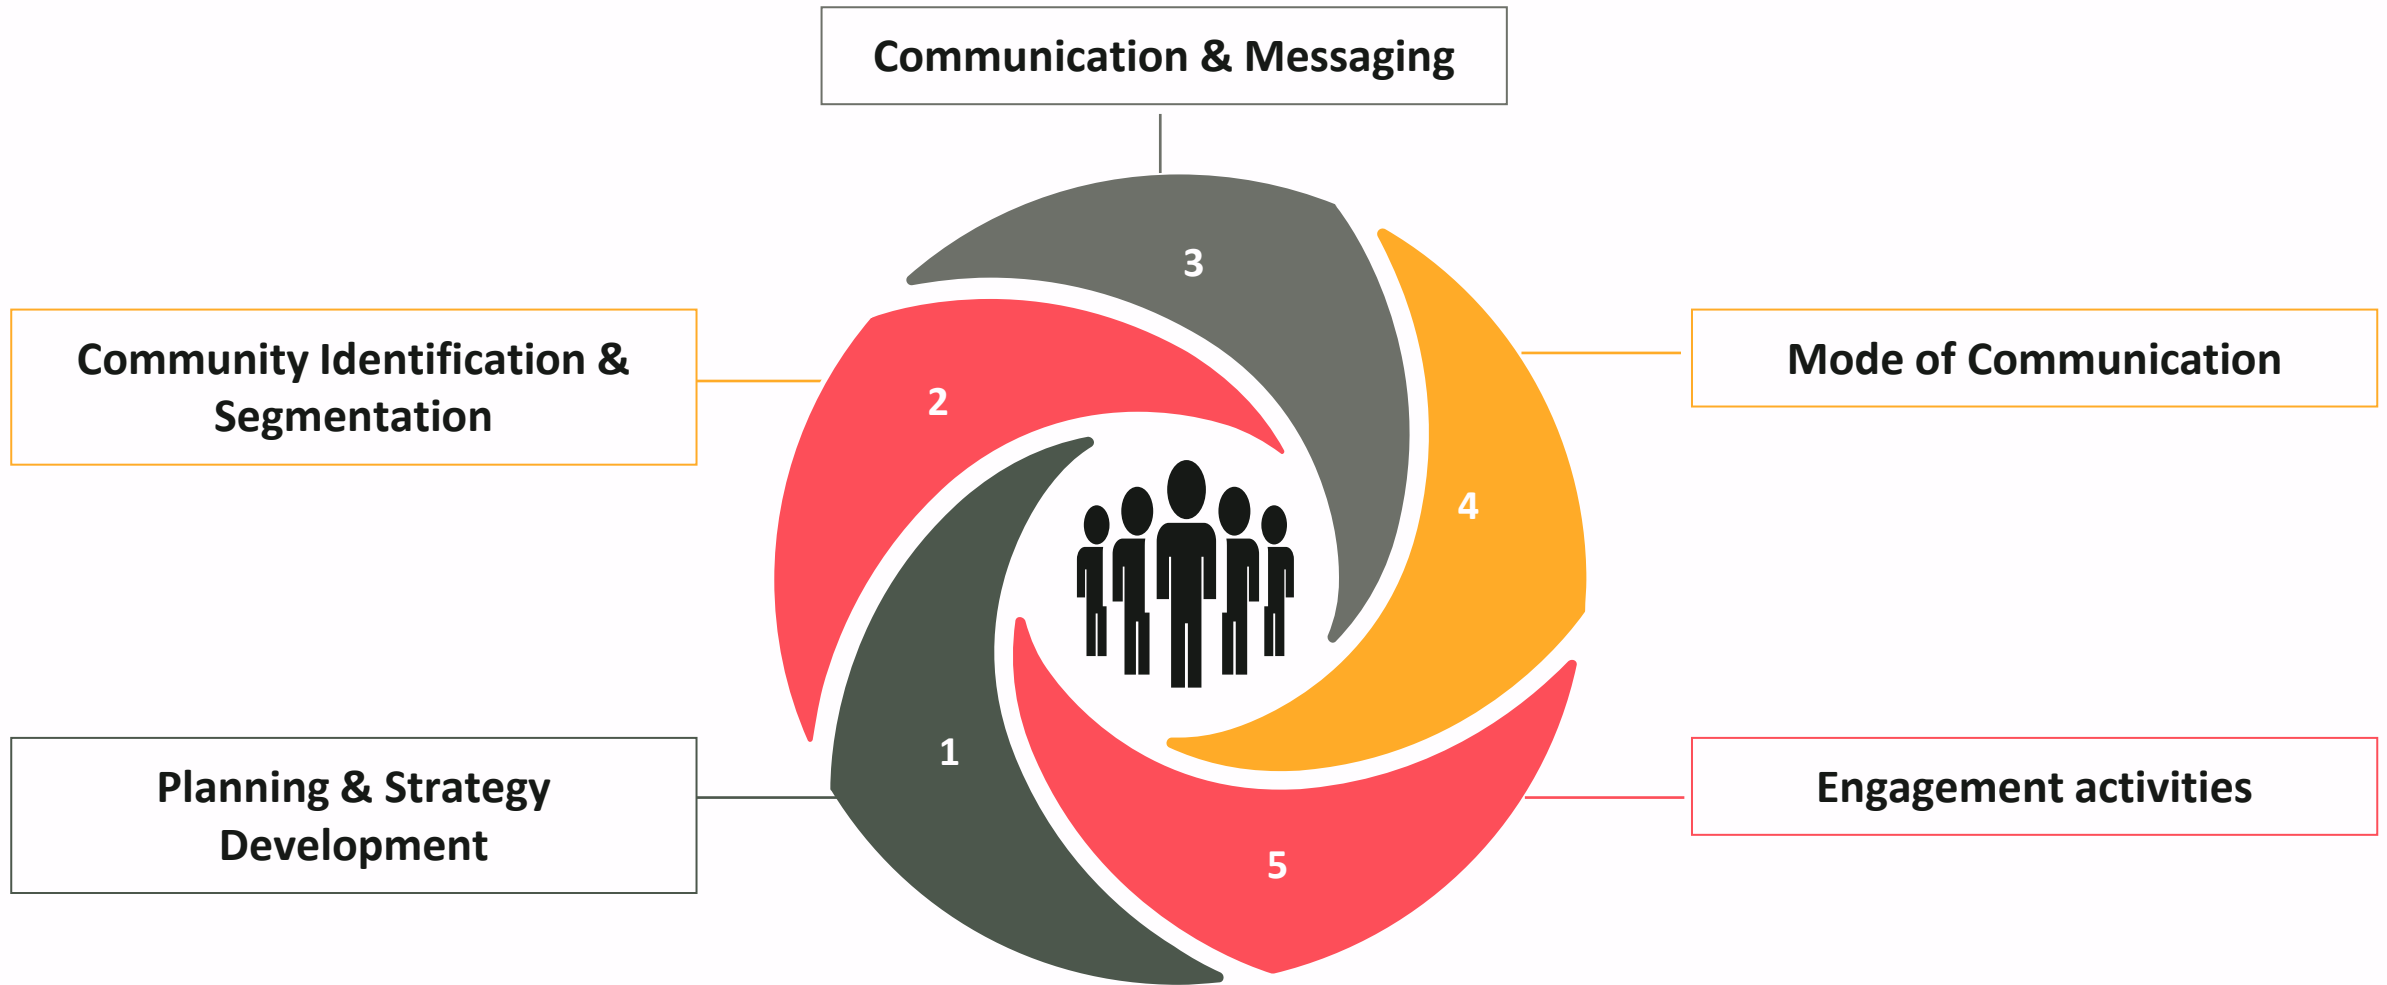 Communication & Messaging
3
Community Identification &
Segmentation
2
Mode of Communication
4
Planning & Strategy
Development
1
Engagement activities
5